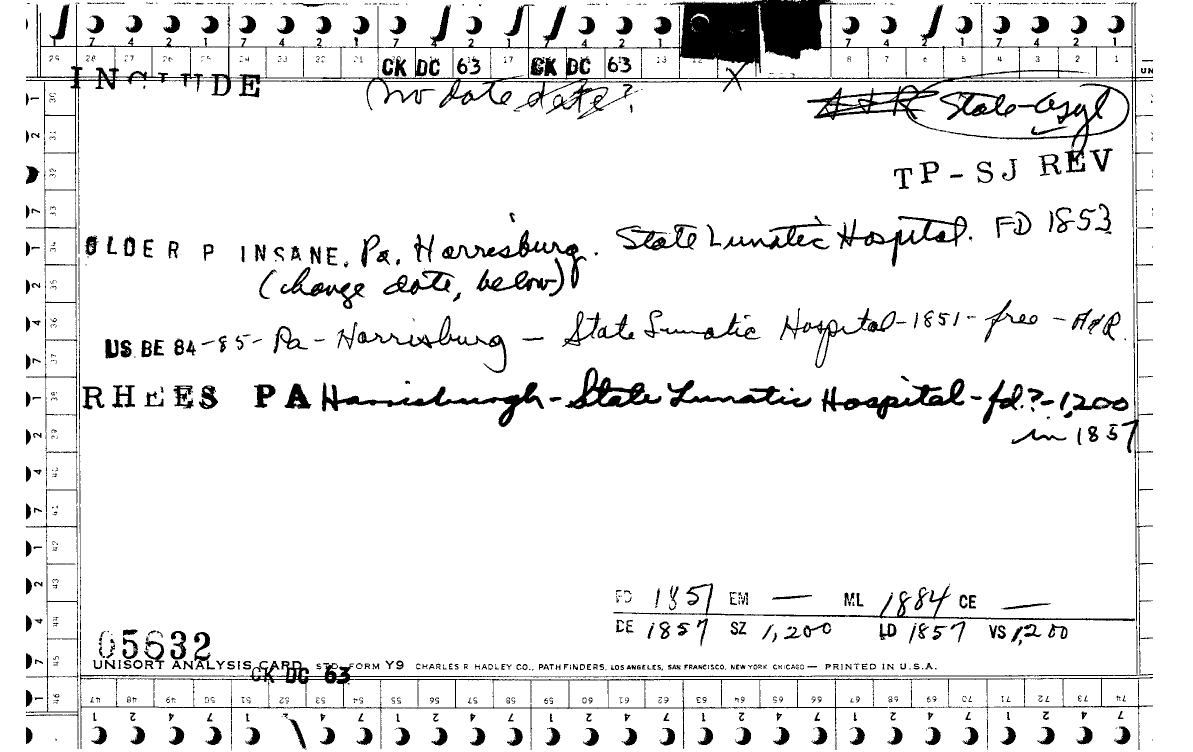 7 4 2 1 7 4 2 1 7 4 2 1 7 4 2 1 8 7 4 2 1 7 4 2 1
29 28 27 26 25 24 23 22 21 CK DC 63 17 CK DC 63 13 8 7 6 5 4 3 2 1
INCLUDE (no date date? X A & R State-Asyl
TP-SJ REV
OLDER P INSANE. Pa. Harrisburg. State Lunatic Hospital. FD 1853
(change date, below)
US BE 84-85- Pa - Harrisburg - State Lunatic Hospital-1851- free - A&R.
RHEES PA Harrisburgh - State Lunatic Hospital - fd.?-1,200
in 1857
FD 1851 EM — ML 1884 CE —
DE 1857 SZ 1,200 LD 1857 VS 1,200
05632
UNISORT ANALYSIS CARD STD. FORM Y9 CHARLES R HADLEY CO., PATHFINDERS, LOS ANGELES, SAN FRANCISCO, NEW YORK CHICAGO — PRINTED IN U.S.A.
CK DC 63
47 48 49 50 51 52 53 54 55 56 57 58 59 60 61 62 63 64 65 66 67 68 69 70 71 72 73 74
1 2 4 7 1 2 4 7 1 2 4 7 1 2 4 7 1 2 4 7 1 2 4 7 1 2 4 7